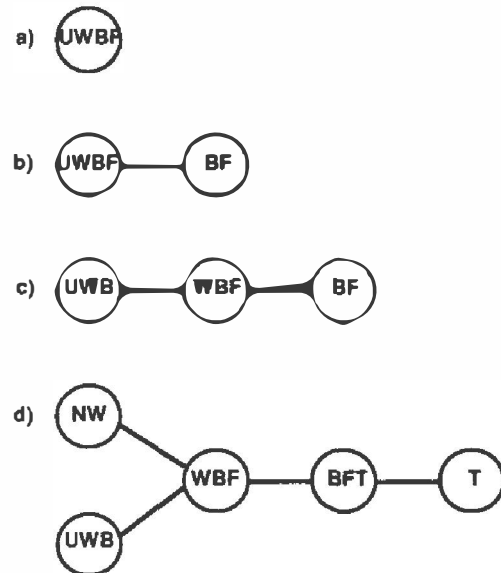 a) UWBF
b) UWBF BF
c) UWB WBF BF
d) NW
WBF BFT T
UWB